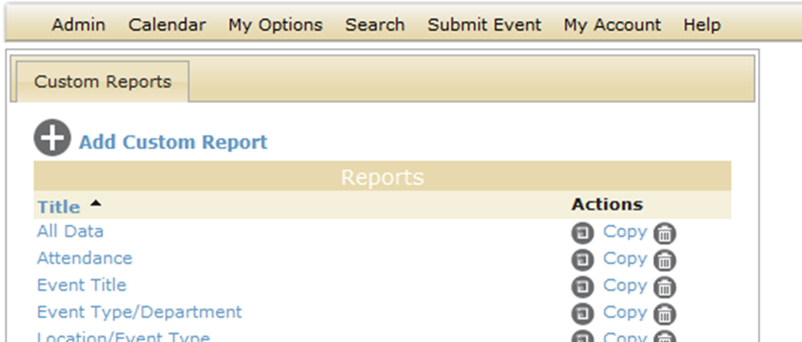 Admin Calendar My Options Search Submit Event My Account Help
Custom Reports
Add Custom Report
Reports
Title Actions
All Data Copy
Attendance Copy
Event Title Copy
Event Type/Department Copy
Location/Event Type Copy